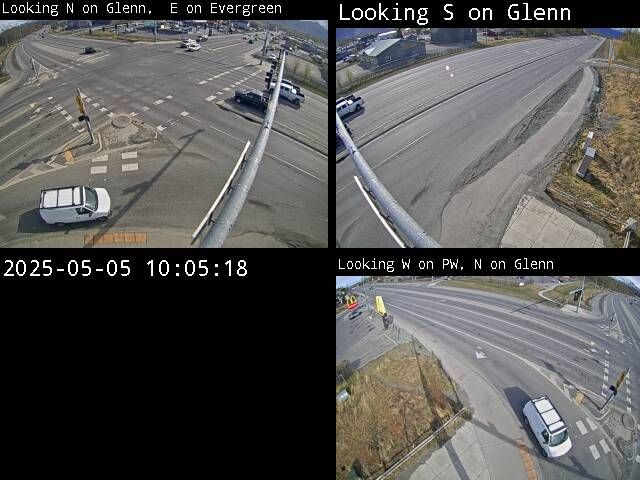 Looking N on Glenn,  E on Evergreen
Looking S on Glenn
2025-05-05 10:05:18
Looking W on PW, N on Glenn